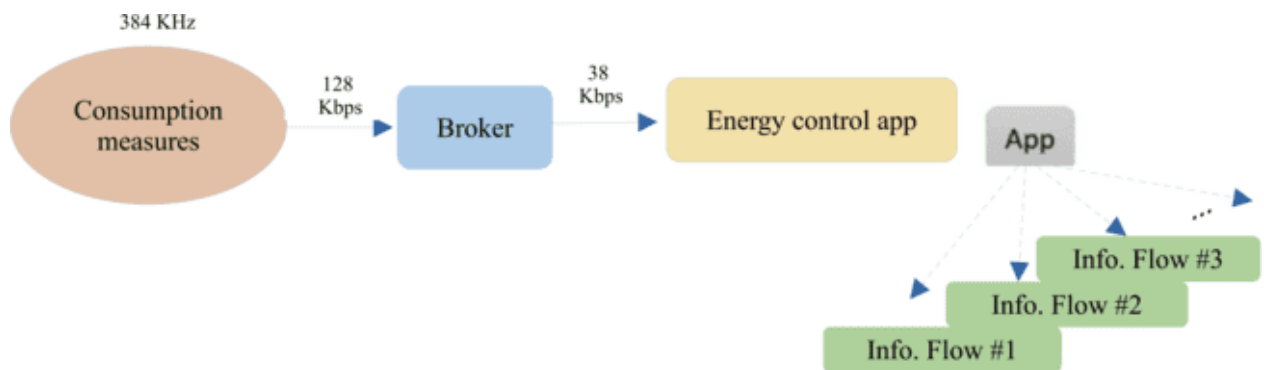 384 KHz
Consumption
measures
128
Kbps
Broker
38
Kbps
Energy control app
App
...
Info. Flow #3
Info. Flow #2
Info. Flow #1